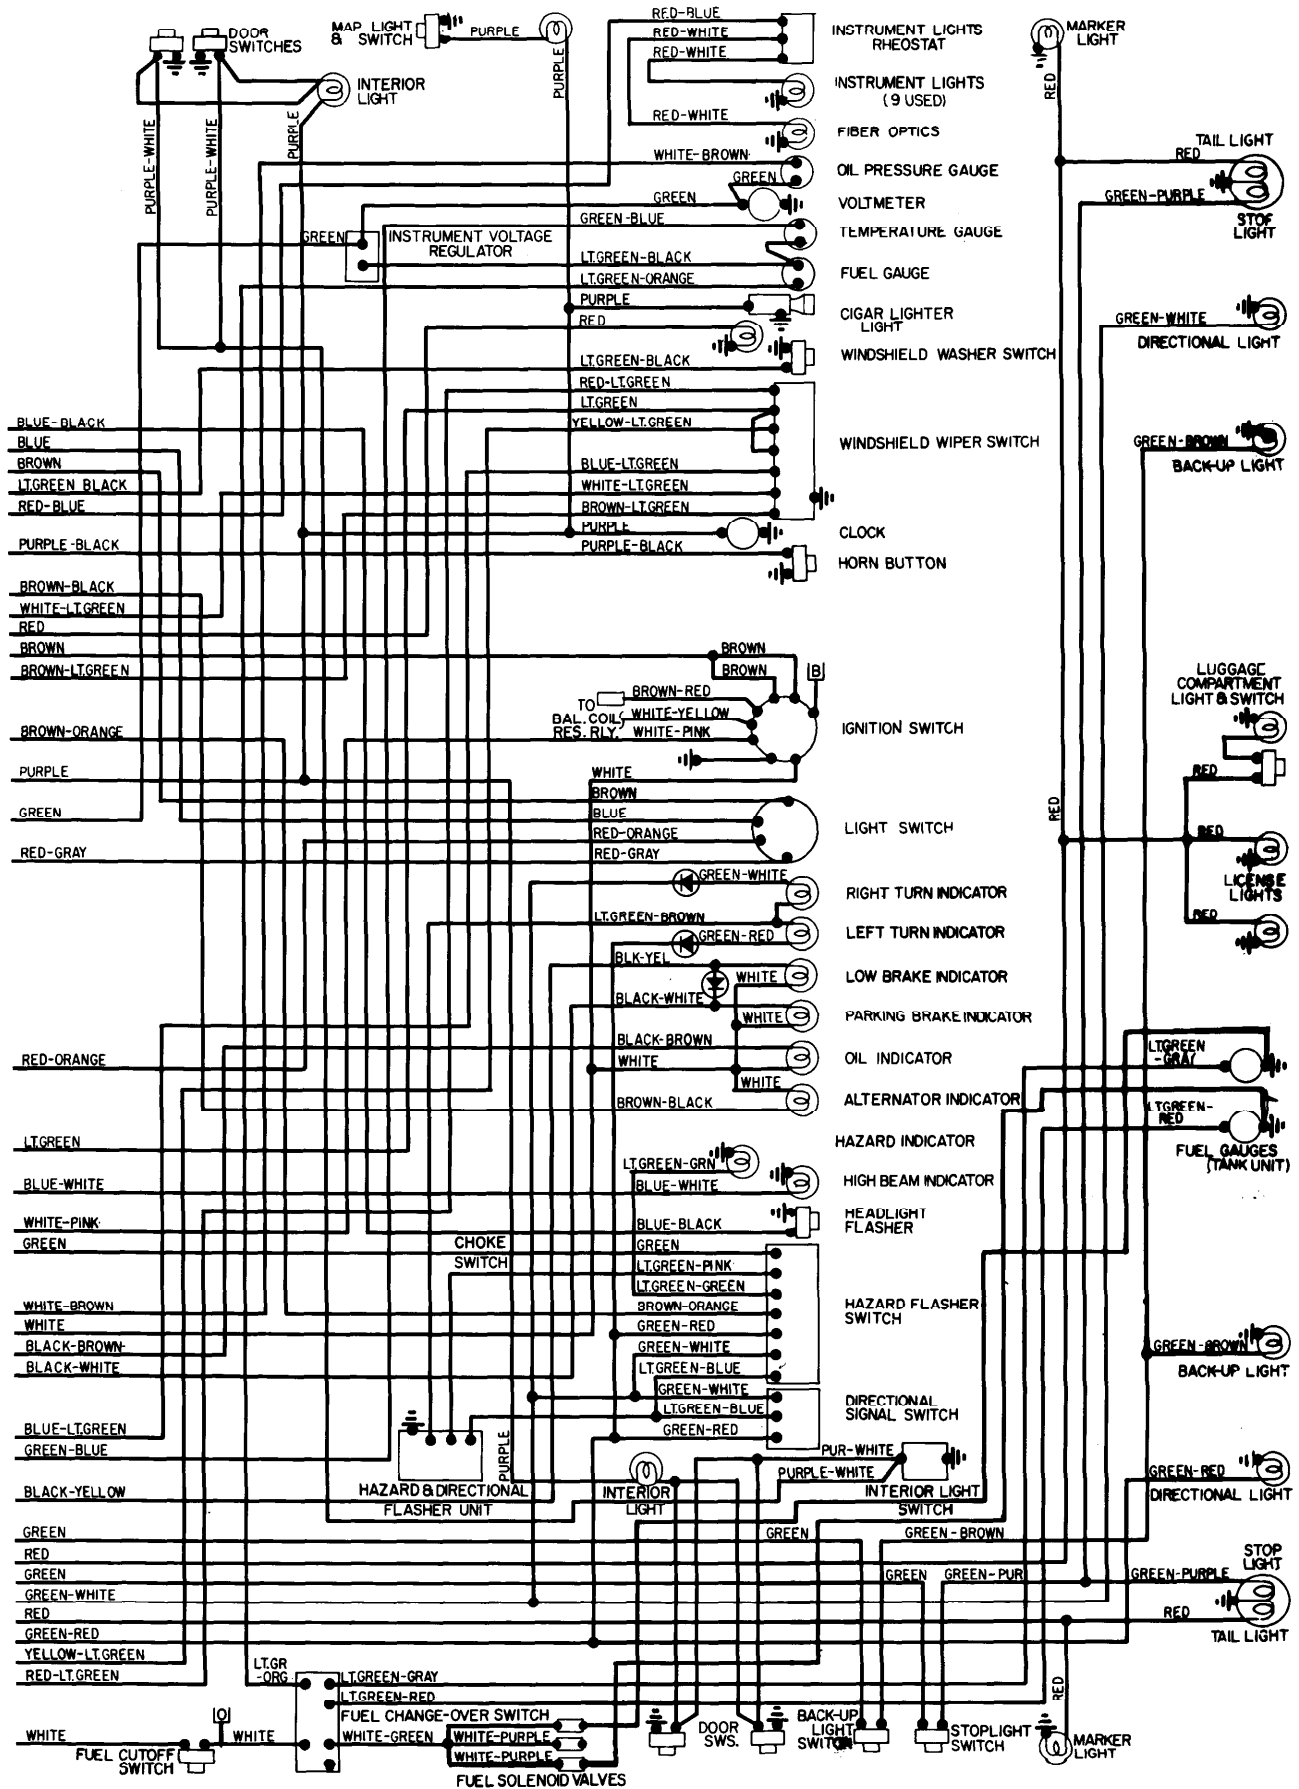 DOOR
SWITCHES
MAP LIGHT
& SWITCH
PURPLE
PURPLE
INTERIOR
LIGHT
PURPLE
PURPLE-WHITE
PURPLE-WHITE
RED-BLUE
RED-WHITE
RED-WHITE
INSTRUMENT LIGHTS
RHEOSTAT
INSTRUMENT LIGHTS
(9 USED)
RED-WHITE
FIBER OPTICS
WHITE-BROWN
OIL PRESSURE GAUGE
GREEN
GREEN
VOLTMETER
GREEN-BLUE
TEMPERATURE GAUGE
GREEN
INSTRUMENT VOLTAGE
REGULATOR
LT.GREEN-BLACK
FUEL GAUGE
LT.GREEN-ORANGE
PURPLE
CIGAR LIGHTER
LIGHT
RED
LT.GREEN-BLACK
WINDSHIELD WASHER SWITCH
RED-LT.GREEN
LT.GREEN
YELLOW-LT.GREEN
WINDSHIELD WIPER SWITCH
BLUE-LT.GREEN
WHITE-LT.GREEN
BROWN-LT.GREEN
PURPLE
CLOCK
PURPLE-BLACK
HORN BUTTON
MARKER
LIGHT
RED
TAIL LIGHT
RED
GREEN-PURPLE
STOP
LIGHT
GREEN-WHITE
DIRECTIONAL LIGHT
GREEN-BROWN
BACK-UP LIGHT
BLUE-BLACK
BLUE
BROWN
LT.GREEN BLACK
RED-BLUE
PURPLE-BLACK
BROWN-BLACK
WHITE-LT.GREEN
RED
BROWN
BROWN-LT.GREEN
BROWN-ORANGE
PURPLE
GREEN
RED-GRAY
BROWN
BROWN
B
BROWN-RED
TO
BAL. COIL
RES. RLY.
WHITE-YELLOW
WHITE-PINK
IGNITION SWITCH
WHITE
BROWN
BLUE
RED-ORANGE
RED-GRAY
LIGHT SWITCH
LUGGAGE
COMPARTMENT
LIGHT & SWITCH
RED
RED
RED
LICENSE
LIGHTS
RED
GREEN-WHITE
RIGHT TURN INDICATOR
LT.GREEN-BROWN
GREEN-RED
LEFT TURN INDICATOR
BLK-YEL
WHITE
LOW BRAKE INDICATOR
BLACK-WHITE
WHITE
PARKING BRAKE INDICATOR
BLACK-BROWN
WHITE
OIL INDICATOR
WHITE
BROWN-BLACK
ALTERNATOR INDICATOR
LT.GREEN
-GRAY
LTGREEN-
RED
FUEL GAUGES
(TANK UNIT)
RED-ORANGE
LT.GREEN
BLUE-WHITE
WHITE-PINK
GREEN
WHITE-BROWN
WHITE
BLACK-BROWN
BLACK-WHITE
BLUE-LT.GREEN
GREEN-BLUE
BLACK-YELLOW
HAZARD INDICATOR
LT.GREEN-GRN
BLUE-WHITE
HIGH BEAM INDICATOR
BLUE-BLACK
HEADLIGHT
FLASHER
CHOKE
SWITCH
GREEN
LT.GREEN-PINK
LT.GREEN-GREEN
BROWN-ORANGE
HAZARD FLASHER
SWITCH
GREEN-RED
GREEN-WHITE
LT.GREEN-BLUE
GREEN-WHITE
LT.GREEN-BLUE
GREEN-RED
DIRECTIONAL
SIGNAL SWITCH
GREEN-BROWN
BACK-UP LIGHT
GREEN-RED
DIRECTIONAL LIGHT
PURPLE
PUR-WHITE
PURPLE-WHITE
HAZARD & DIRECTIONAL
FLASHER UNIT
INTERIOR
LIGHT
INTERIOR LIGHT
SWITCH
GREEN
RED
GREEN
GREEN-WHITE
RED
GREEN-RED
YELLOW-LT.GREEN
RED-LT.GREEN
GREEN
GREEN-BROWN
GREEN
GREEN-PUR
GREEN-PURPLE
STOP
LIGHT
RED
TAIL LIGHT
RED
LT.GR
-ORG
LT.GREEN-GRAY
LT.GREEN-RED
FUEL CHANGE-OVER SWITCH
WHITE
O
WHITE
FUEL CUTOFF
SWITCH
WHITE-GREEN
WHITE-PURPLE
WHITE-PURPLE
FUEL SOLENOID VALVES
DOOR
SWS.
BACK-UP
LIGHT
SWITCH
STOPLIGHT
SWITCH
MARKER
LIGHT